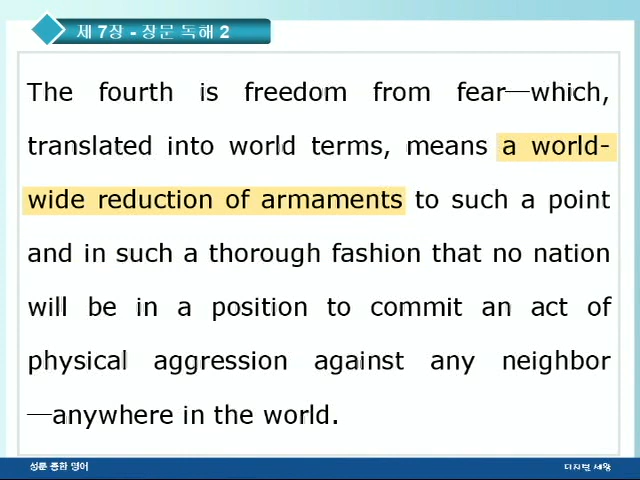 제 7장 - 장문 독해 2
The fourth is freedom from fear—which,
translated into world terms, means a world-
wide reduction of armaments to such a point
and in such a thorough fashion that no nation
will be in a position to commit an act of
physical aggression against any neighbor
—anywhere in the world.
성문 종합 영어
디지털 세왕